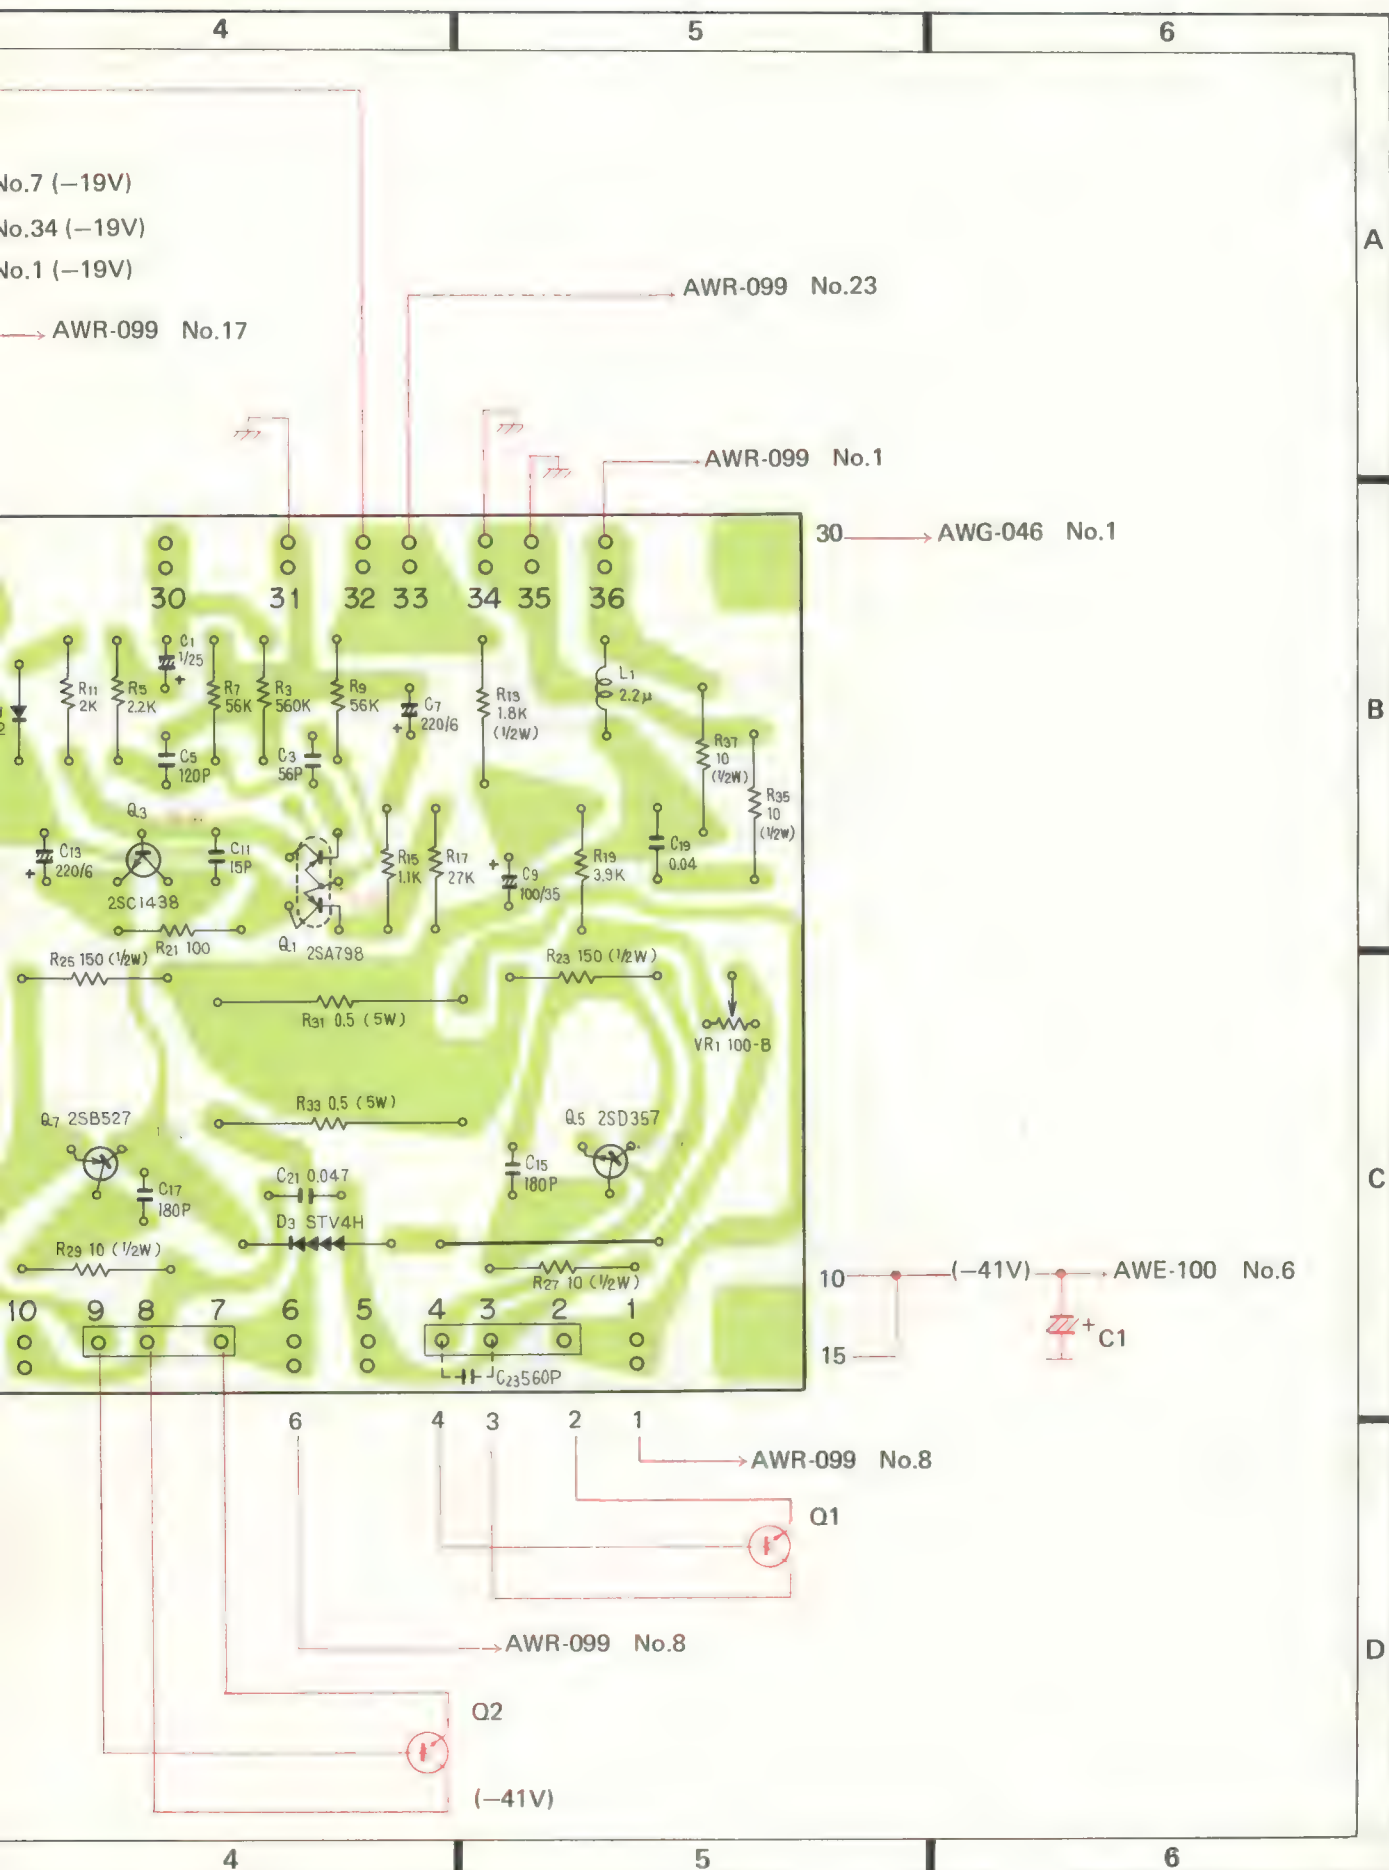 4 5 6
No.7 (−19V)
No.34 (−19V)
No.1 (−19V)
A
AWR-099 No.23
AWR-099 No.17
AWR-099 No.1
30 AWG-046 No.1
30 31 32 33 34 35 36
C1
1/25
+
R11
2K
R5
2.2K
R7
56K
R3
560K
R9
56K
C7
220/6
+
R13
1.8K
(1/2W)
L1
2.2μ
B
C5
120P
C3
56P
R37
10
(1/2W)
R35
10
(1/2W)
Q3
C13
220/6
+
2SC1438
C11
15P
R15
1.1K
R17
27K
+
C9
100/35
R19
3.9K
C19
0.04
R21 100
Q1 2SA798
R25 150 (1/2W)
R23 150 (1/2W)
R31 0.5 (5W)
VR1 100-B
R33 0.5 (5W)
Q7 2SB527
Q5 2SD357
C17
180P
C21 0.047
C15
180P
C
D3 STV4H
R29 10 (1/2W)
R27 10 (1/2W)
10 (−41V) AWE-100 No.6
+
C1
15
10 9 8 7 6 5 4 3 2 1
C23 560P
6 4 3 2 1
AWR-099 No.8
Q1
AWR-099 No.8
D
Q2
(−41V)
4 5 6